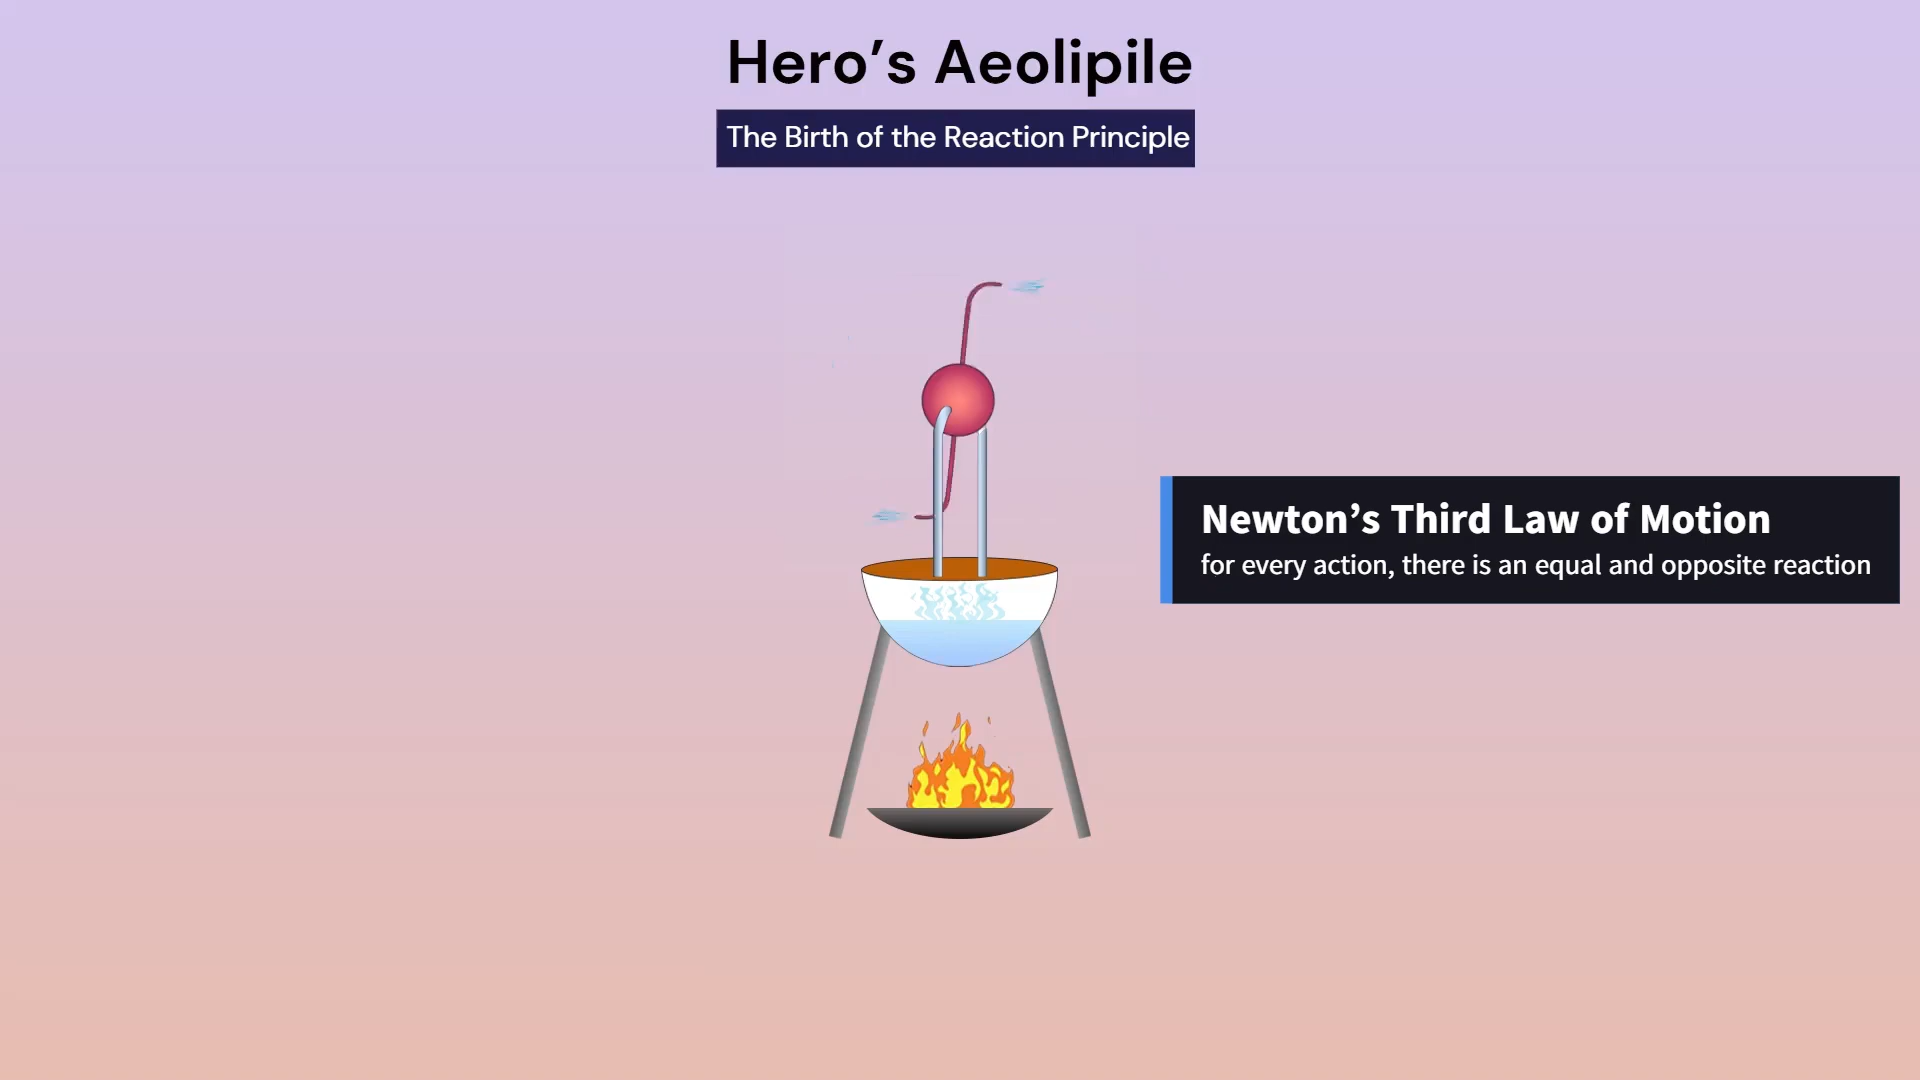 Hero’s Aeolipile
The Birth of the Reaction Principle
Newton’s Third Law of Motion
for every action, there is an equal and opposite reaction